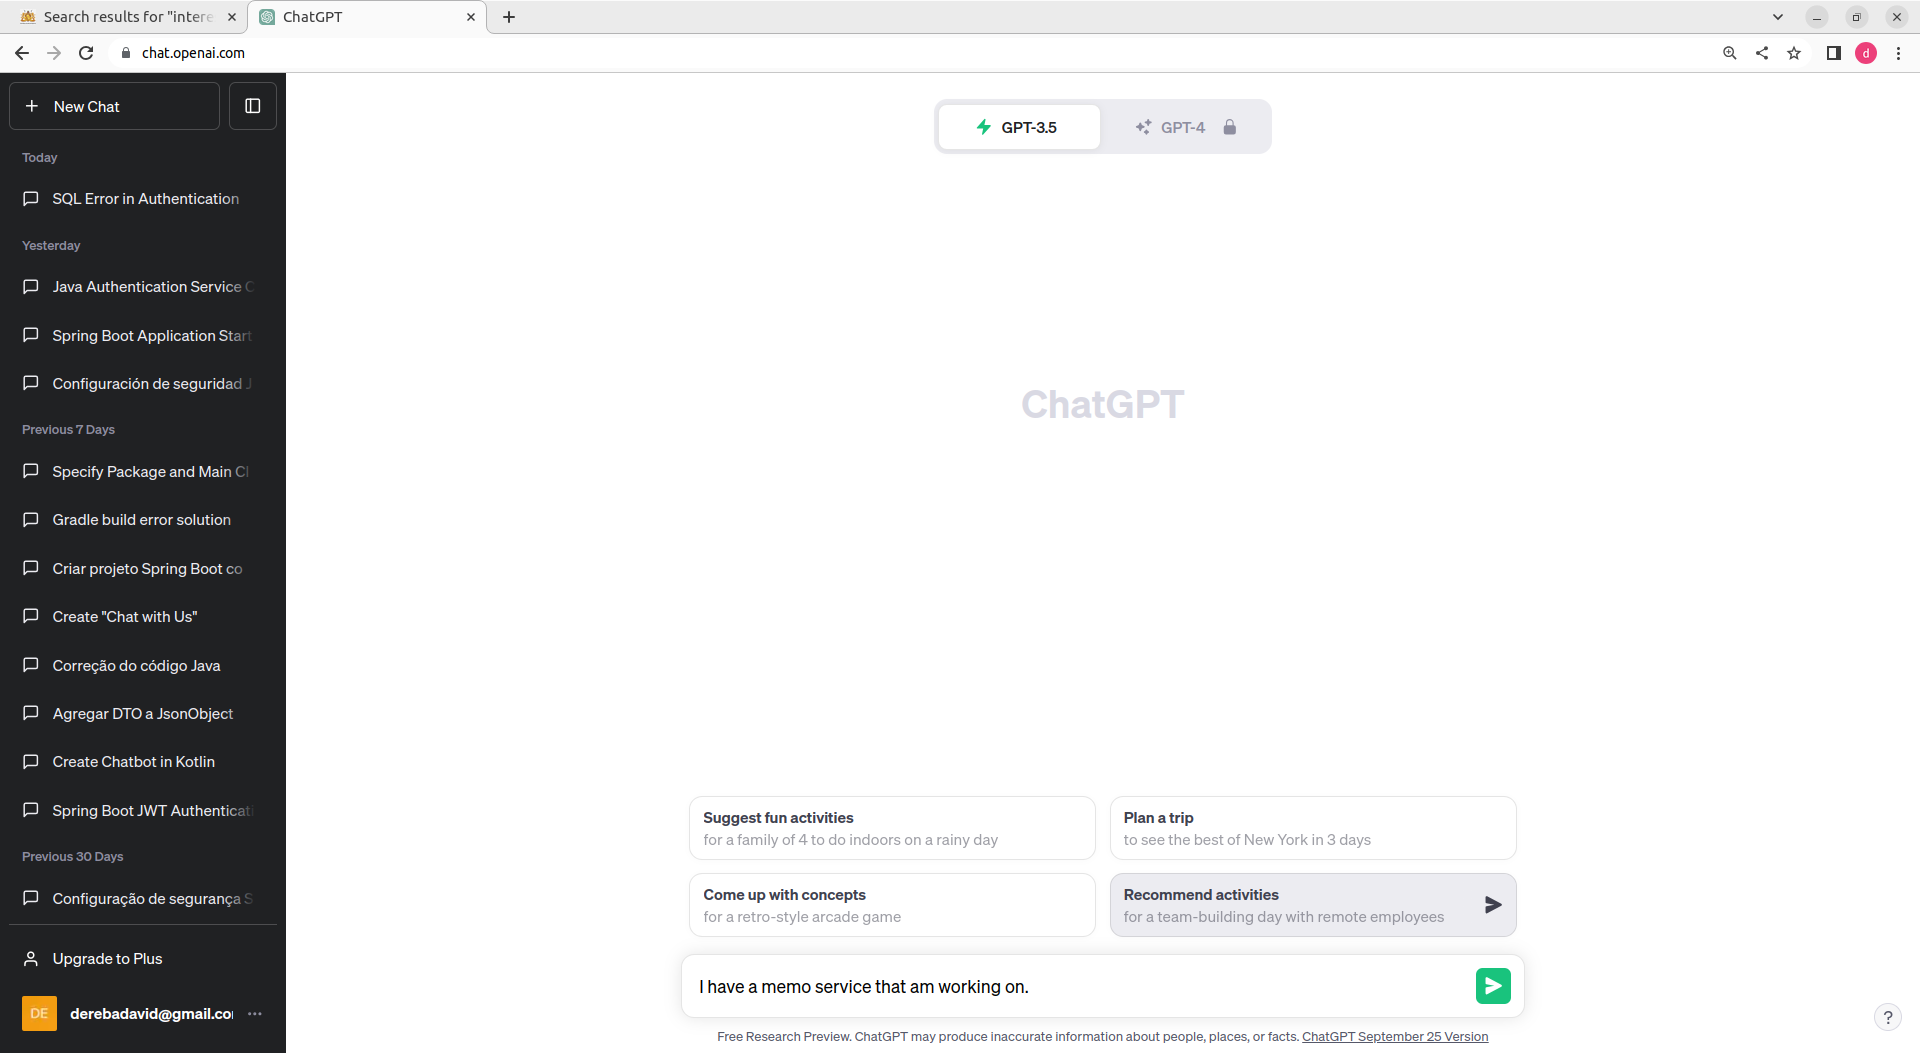 Search results for "intere
ChatGPT
chat.openai.com
d
New Chat
Today
SQL Error in Authentication
Yesterday
Java Authentication Service C
Spring Boot Application Start
Configuración de seguridad J
Previous 7 Days
Specify Package and Main Cl
Gradle build error solution
Criar projeto Spring Boot co
Create "Chat with Us"
Correção do código Java
Agregar DTO a JsonObject
Create Chatbot in Kotlin
Spring Boot JWT Authenticati
Previous 30 Days
Configuração de segurança S
Upgrade to Plus
DE
derebadavid@gmail.co
GPT-3.5
GPT-4
ChatGPT
Suggest fun activities
for a family of 4 to do indoors on a rainy day
Plan a trip
to see the best of New York in 3 days
Come up with concepts
for a retro-style arcade game
Recommend activities
for a team-building day with remote employees
I have a memo service that am working on.
Free Research Preview. ChatGPT may produce inaccurate information about people, places, or facts. ChatGPT September 25 Version
?